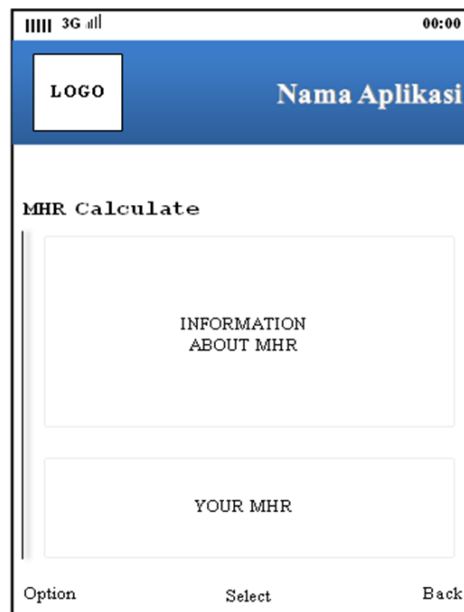 3G 00:00
LOGO
Nama Aplikasi
MHR Calculate
INFORMATION
ABOUT MHR
YOUR MHR
Option Select Back